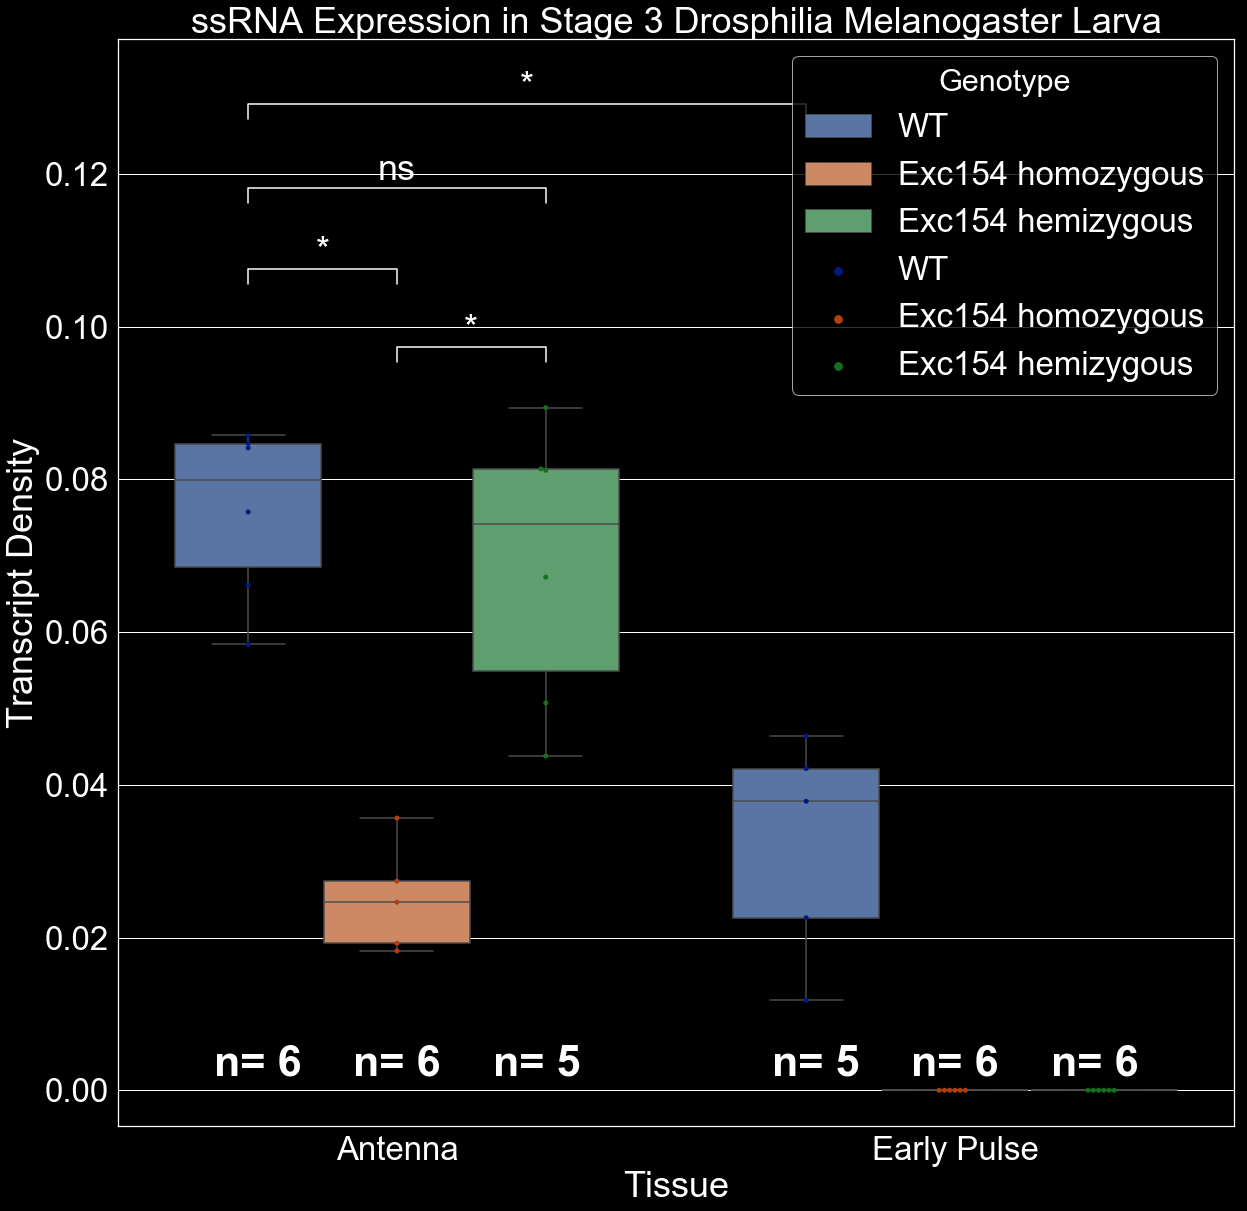 ssRNA Expression in Stage 3 Drosphilia Melanogaster Larva
Genotype
WT
Exc154 homozygous
Exc154 hemizygous
WT
Exc154 homozygous
Exc154 hemizygous
*
ns
*
*
0.12
0.10
0.08
0.06
0.04
0.02
0.00
Transcript Density
n= 6 n= 6 n= 5 n= 5 n= 6 n= 6
Antenna Early Pulse
Tissue